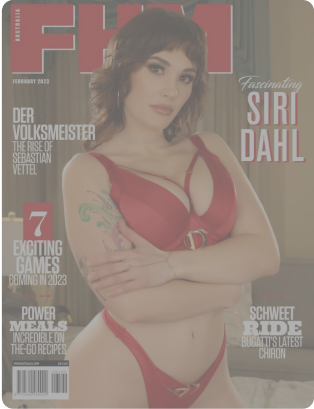 AUSTRALIA
FHM
FEBRUARY 2023
Fascinating
SIRI
DAHL
DER
VOLKSMEISTER
THE RISE OF
SEBASTIAN
VETTEL
7
EXCITING
GAMES
COMING IN 2023
POWER
MEALS
INCREDIBLE ON
THE-GO RECIPES
SCHWEET
RIDE
BUGATTI'S LATEST
CHIRON